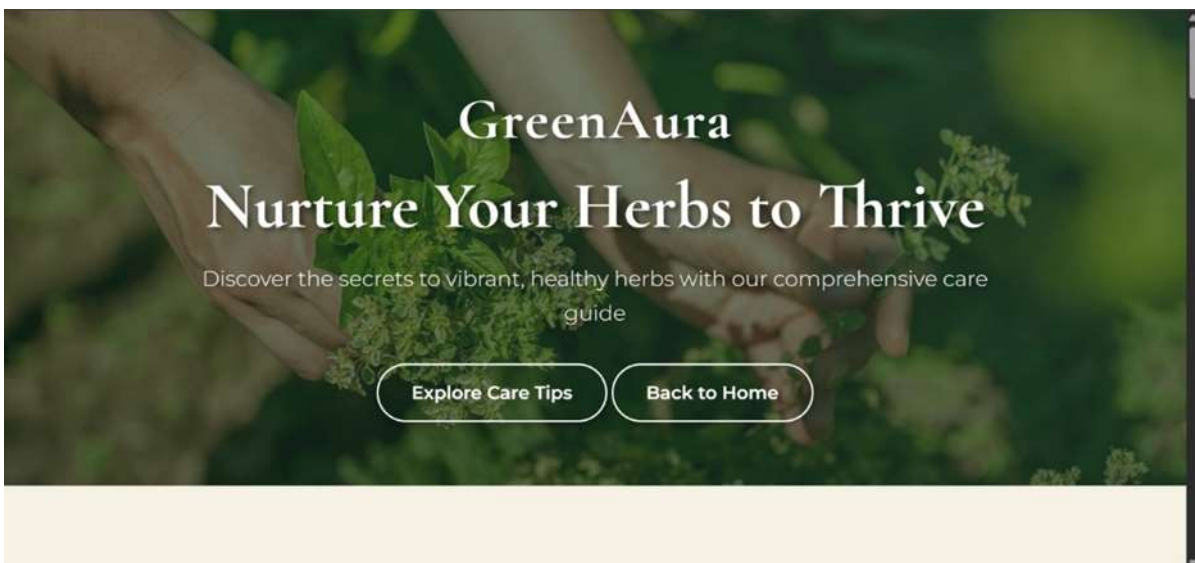 GreenAura
Nurture Your Herbs to Thrive
Discover the secrets to vibrant, healthy herbs with our comprehensive care
guide
Explore Care Tips
Back to Home